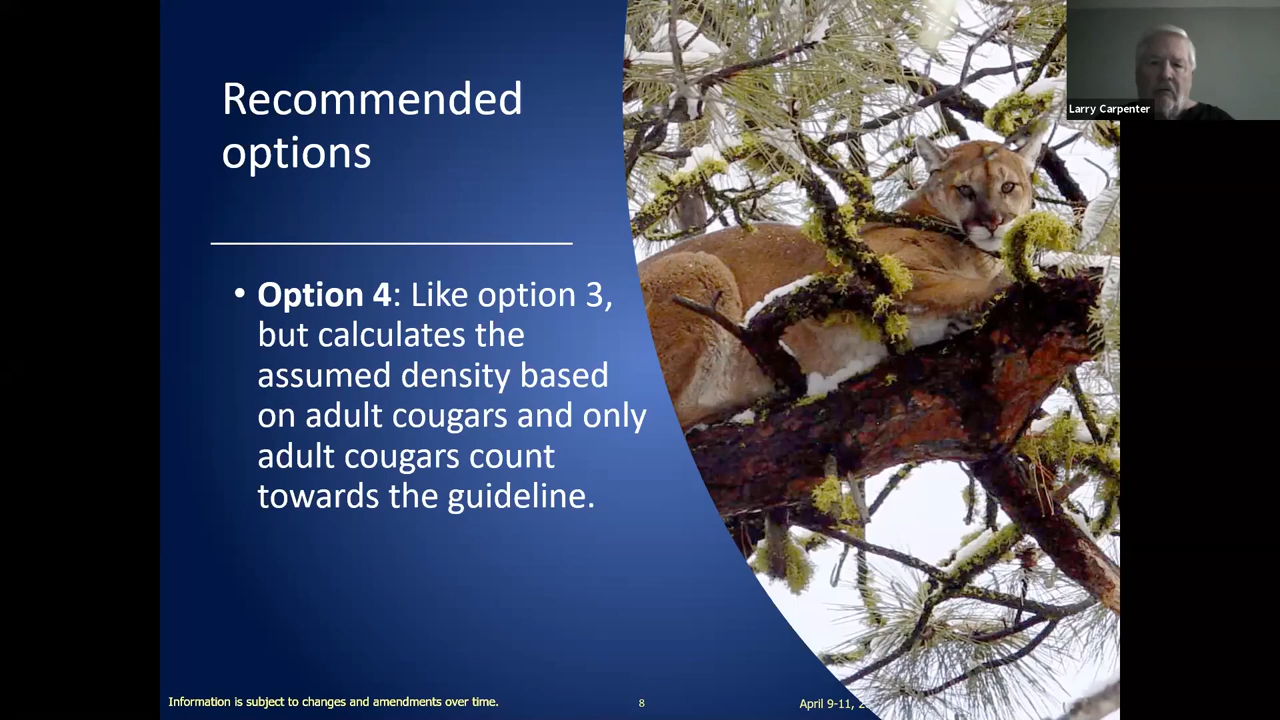 Recommended
options
• Option 4: Like option 3,
but calculates the
assumed density based
on adult cougars and only
adult cougars count
towards the guideline.
Information is subject to changes and amendments over time.
8
April 9-11,
Larry Carpenter